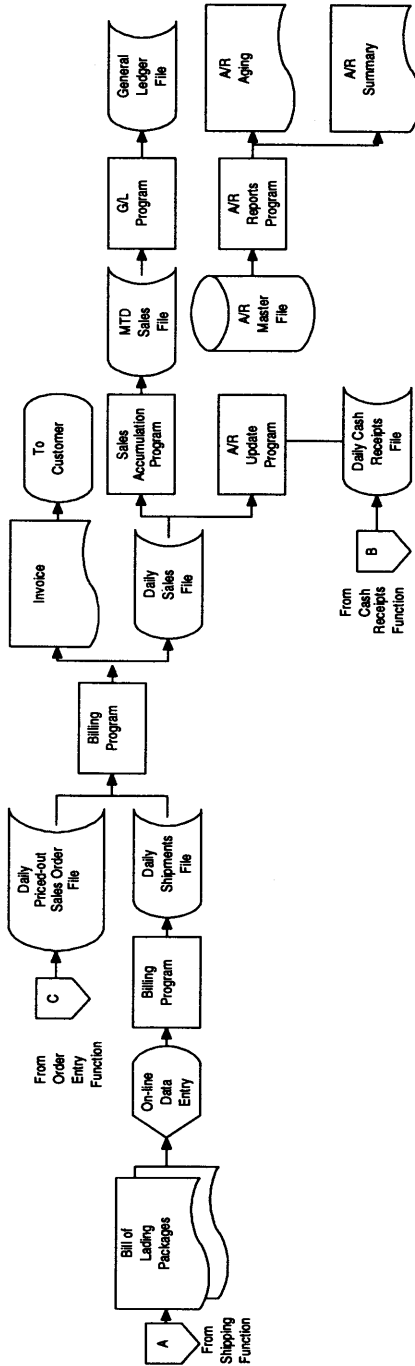 A
From
Shipping
Function
Bill of
Lading
Packages
On-line
Data
Entry
Billing
Program
Daily
Shipments
File
From
Order
Entry
Function
C
Daily
Priced-out
Sales Order
File
Billing
Program
Invoice
To
Customer
Daily
Sales
File
Sales
Accumulation
Program
MTD
Sales
File
G/L
Program
General
Ledger
File
A/R
Update
Program
From
Cash
Receipts
Function
B
Daily Cash
Receipts
File
A/R
Master
File
A/R
Reports
Program
A/R
Aging
A/R
Summary